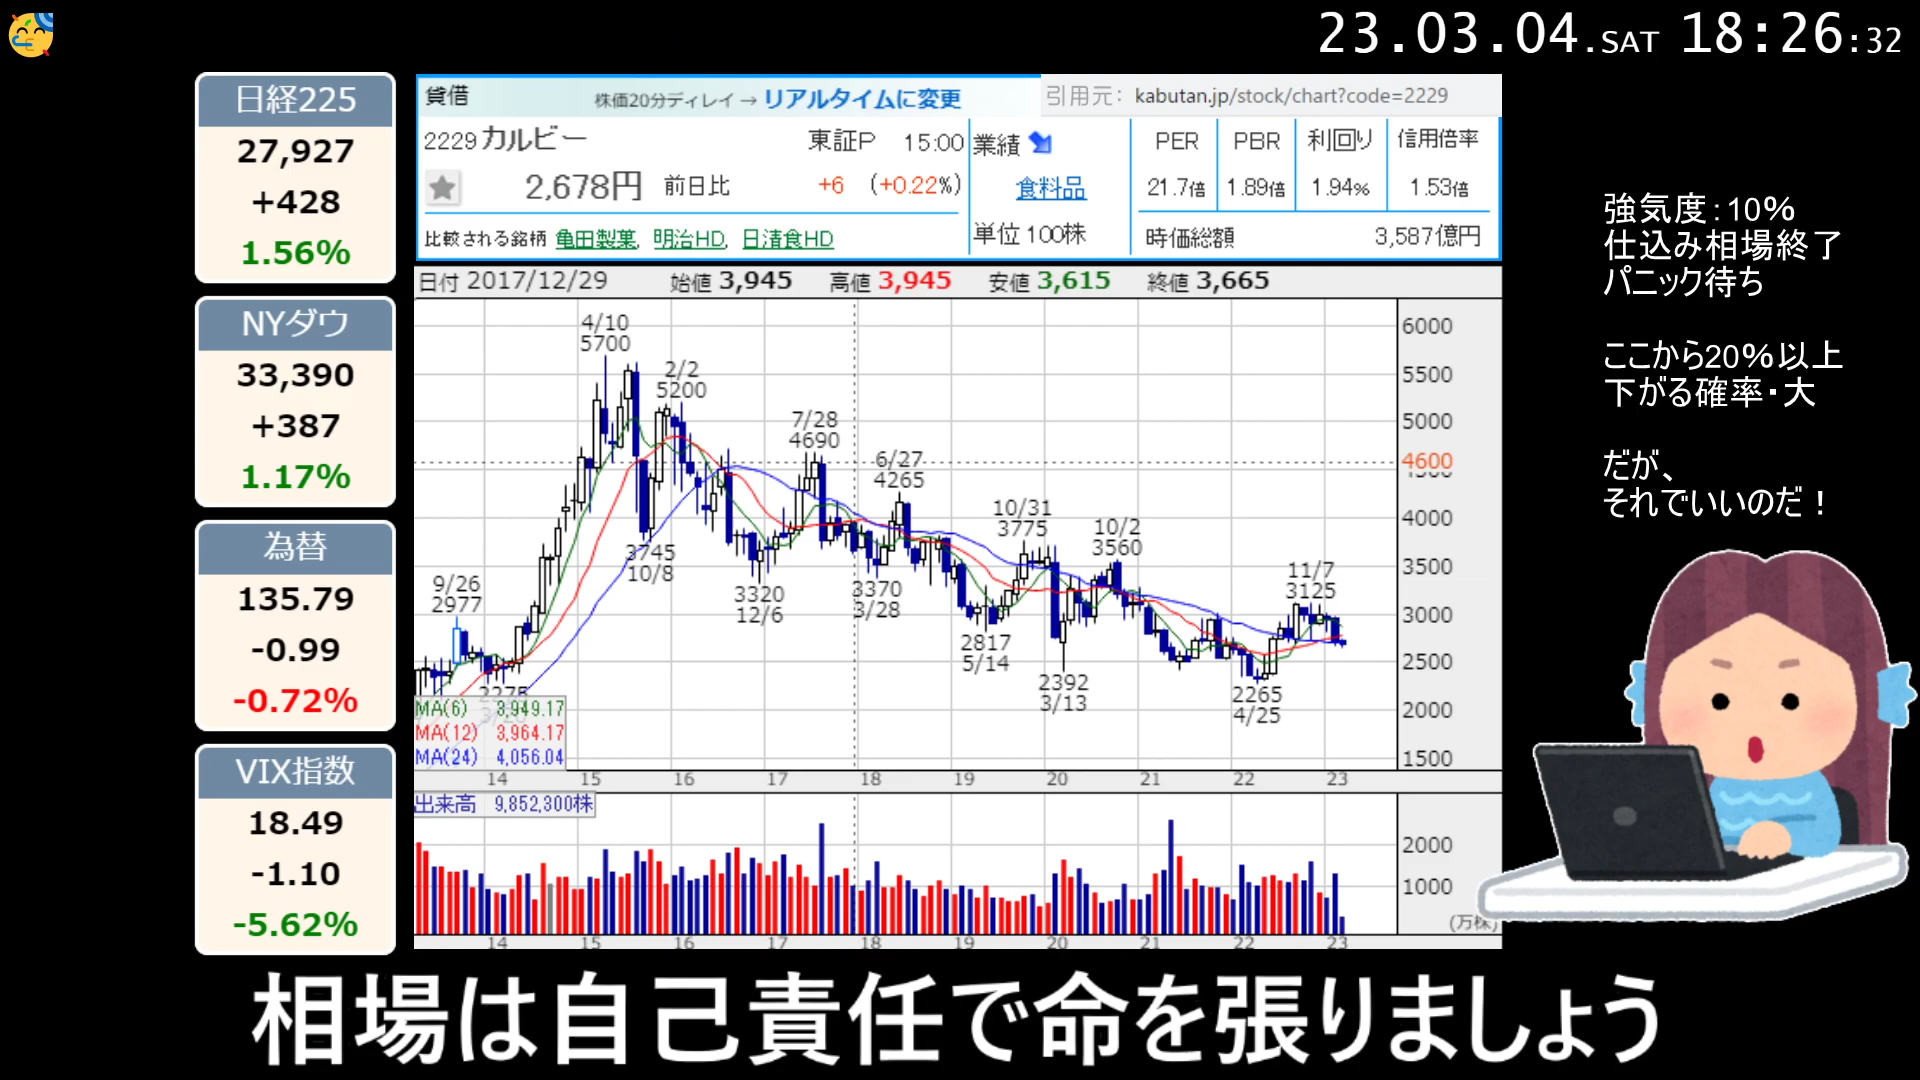 23.03.04.SAT 18:26:32
日経225
27,927
+428
1.56%
NYダウ
33,390
+387
1.17%
為替
135.79
-0.99
-0.72%
VIX指数
18.49
-1.10
-5.62%
貸借 株価20分ディレイ → リアルタイムに変更
引用元: kabutan.jp/stock/chart?code=2229
2229 カルビー 東証P 15:00
2,678円 前日比 +6 (+0.22%)
比較される銘柄 亀田製菓, 明治HD, 日清食HD
業績
食料品
単位 100株
PER PBR 利回り 信用倍率
21.7倍 1.89倍 1.94% 1.53倍
時価総額 3,587億円
日付 2017/12/29 始値 3,945 高値 3,945 安値 3,615 終値 3,665
4/10
5700
2/2
5200
7/28
4690
6/27
4265
10/31
3775
10/2
3560
11/7
3125
9/26
2977
3745
10/8
3320
12/6
3370
3/28
2817
5/14
2392
3/13
2265
4/25
2275
6000
5500
5000
4600
4000
3500
3000
2500
2000
1500
MA(6) 3,949.17
MA(12) 3,964.17
MA(24) 4,056.04
14 15 16 17 18 19 20 21 22 23
出来高 9,852,300株
2000
1000
(万株)
14 15 16 17 18 19 20 21 22 23
強気度：10％
仕込み相場終了
パニック待ち
ここから20％以上
下がる確率・大
だが、
それでいいのだ！
相場は自己責任で命を張りましょう